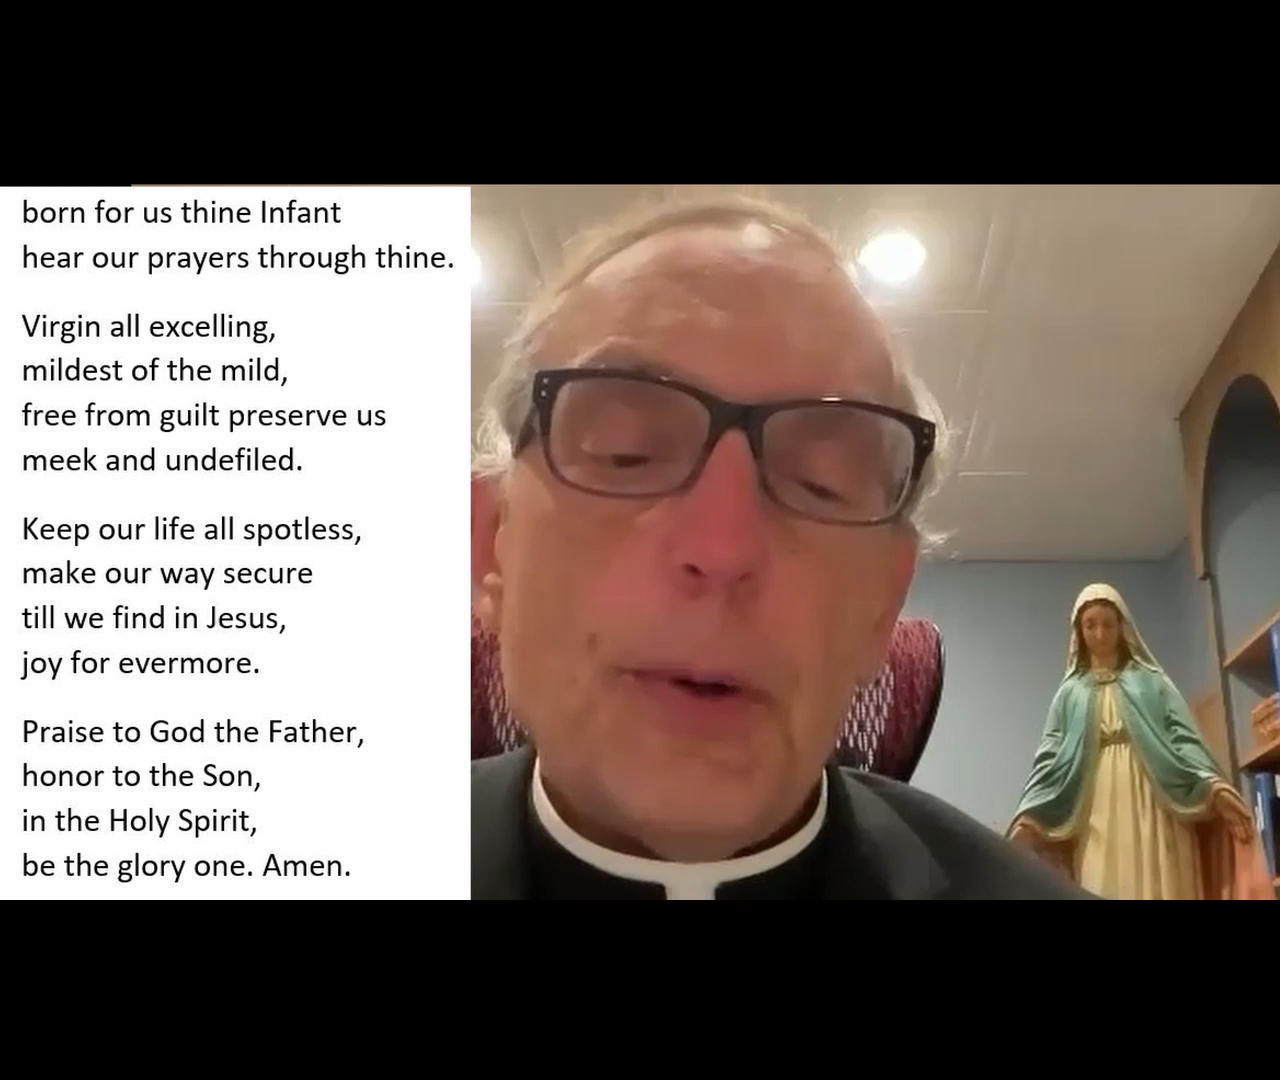 born for us thine Infant
hear our prayers through thine.
Virgin all excelling,
mildest of the mild,
free from guilt preserve us
meek and undefiled.
Keep our life all spotless,
make our way secure
till we find in Jesus,
joy for evermore.
Praise to God the Father,
honor to the Son,
in the Holy Spirit,
be the glory one. Amen.